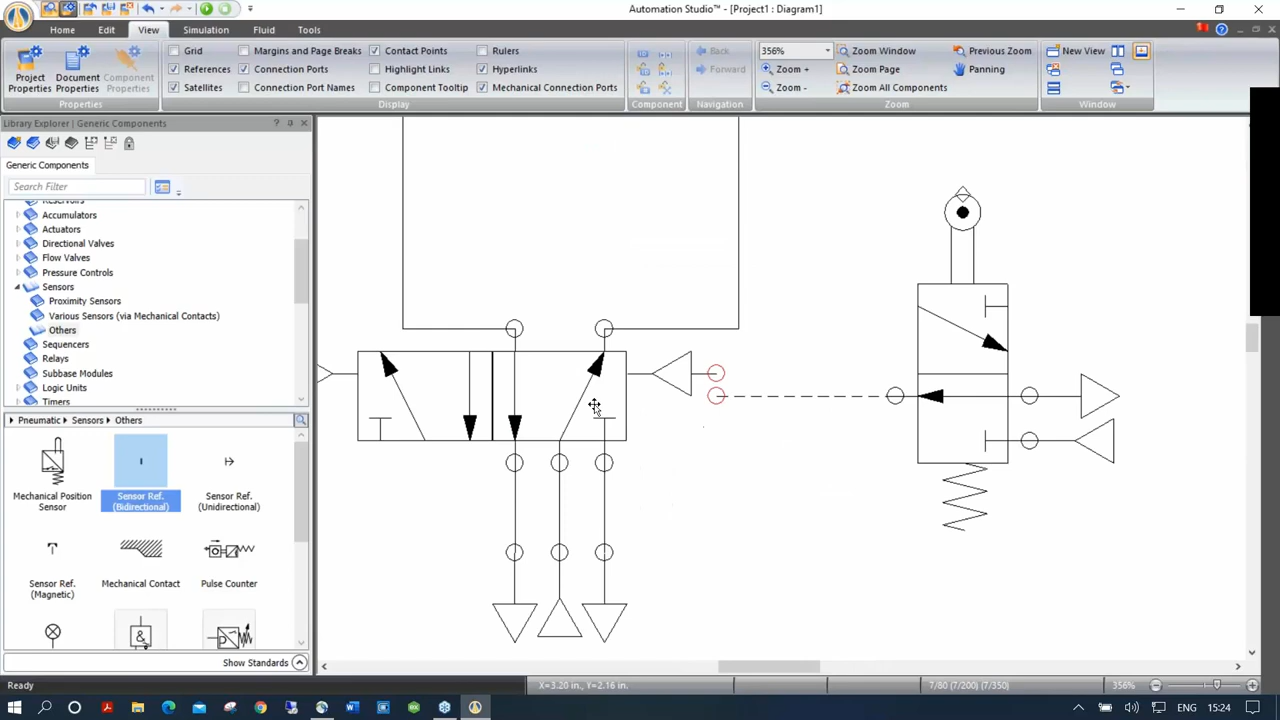 Automation Studio™ - [Project1 : Diagram1]
Home Edit View Simulation Fluid Tools
Project Properties
Document Properties
Component Properties
Properties
Grid Margins and Page Breaks Contact Points Rulers
References Connection Ports Highlight Links Hyperlinks
Satellites Connection Port Names Component Tooltip Mechanical Connection Ports
Display
Component
Back
Forward
Navigation
356% Zoom Window Previous Zoom
Zoom + Zoom Page Panning
Zoom - Zoom All Components
Zoom
New View
Window
Library Explorer : Generic Components
Generic Components
Search Filter
Reservoirs
Accumulators
Actuators
Directional Valves
Flow Valves
Pressure Controls
Sensors
Proximity Sensors
Various Sensors (via Mechanical Contacts)
Others
Sequencers
Relays
Subbase Modules
Logic Units
Timers
Pneumatic Sensors Others
Mechanical Position Sensor
Sensor Ref. (Bidirectional)
Sensor Ref. (Unidirectional)
Sensor Ref. (Magnetic)
Mechanical Contact
Pulse Counter
&
Show Standards
Ready X=3.20 in., Y=2.16 in. 7/80 (7/200) (7/350) 356%
ENG 15:24